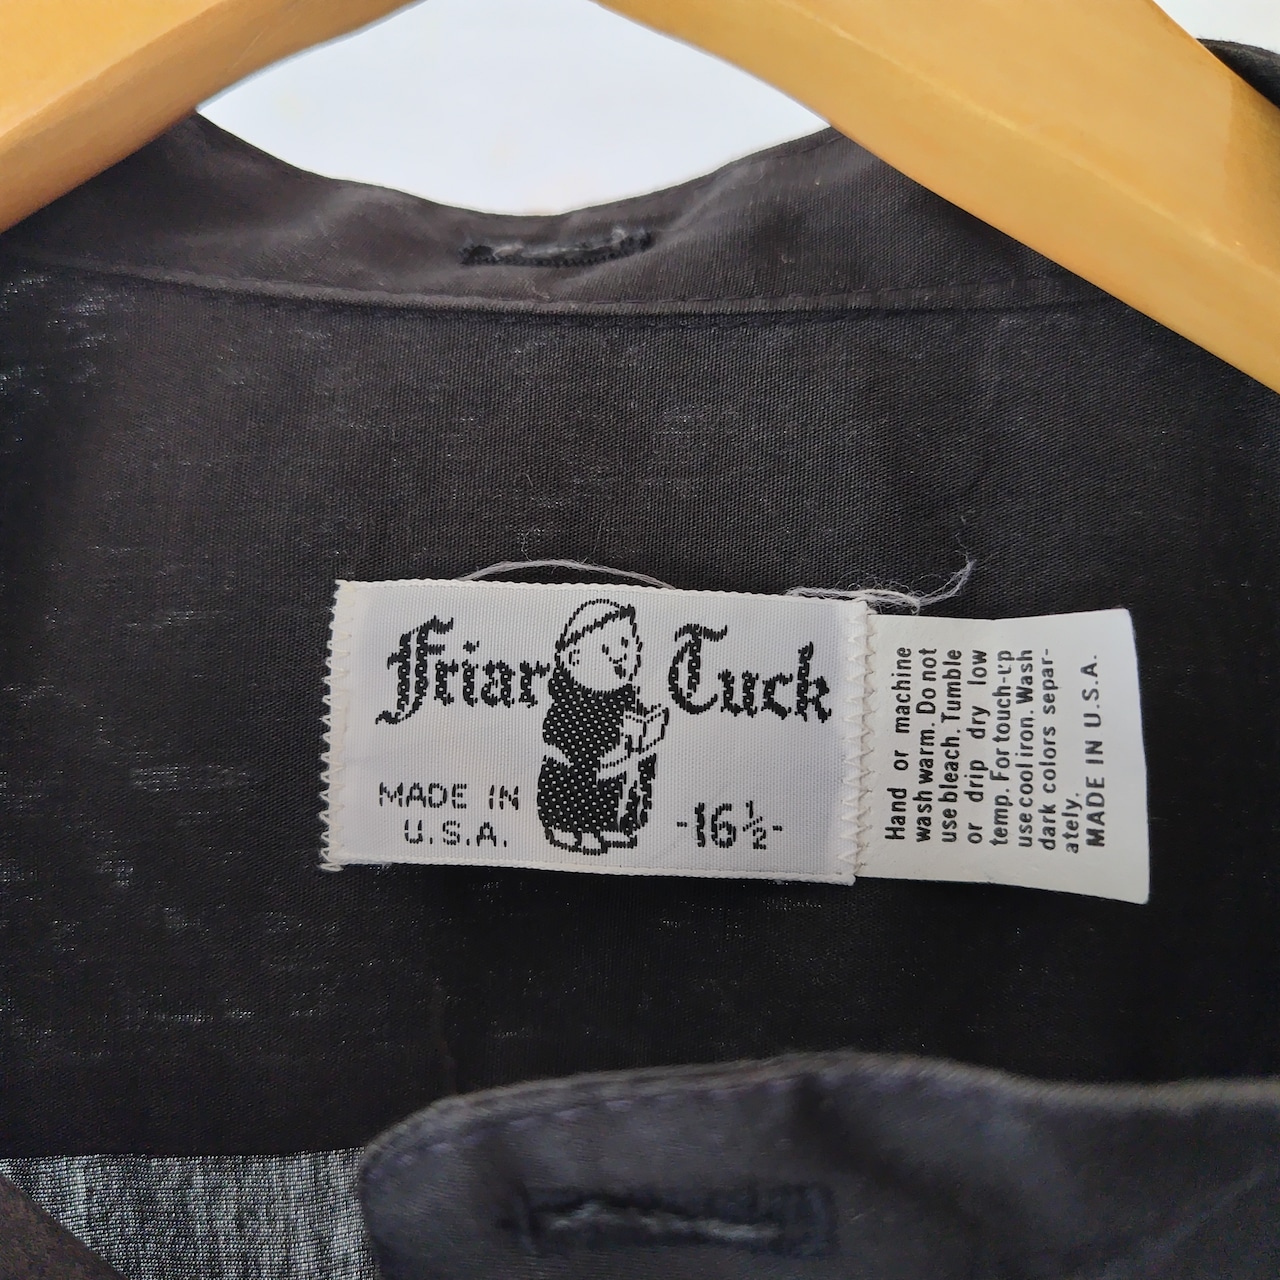 Friar Tuck
MADE IN
U.S.A.
-16½-
Hand or machine
wash warm. Do not
use bleach. Tumble
or drip dry low
temp. For touch-up
use cool iron. Wash
dark colors separ-
ately.
MADE IN U.S.A.